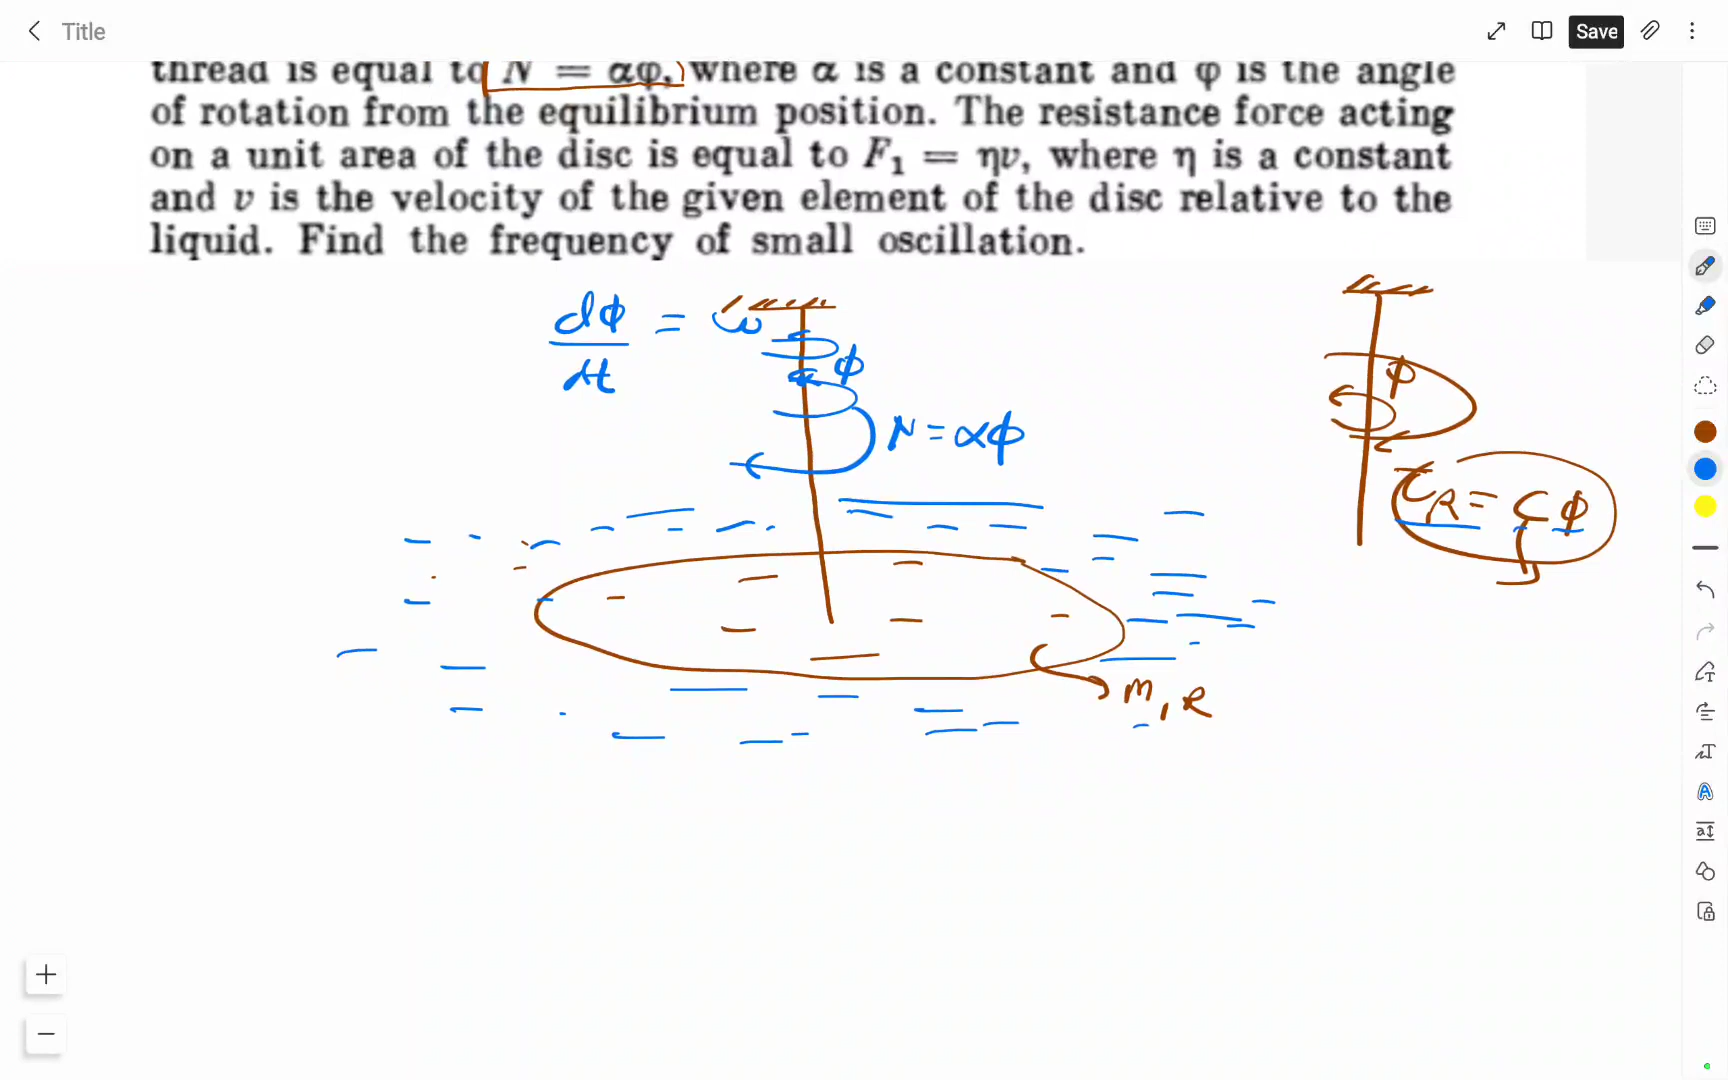 Title
Save
thread is equal to N = αφ, where α is a constant and φ is the angle
of rotation from the equilibrium position. The resistance force acting
on a unit area of the disc is equal to F₁ = ηv, where η is a constant
and v is the velocity of the given element of the disc relative to the
liquid. Find the frequency of small oscillation.
dϕ/dt = ω
ϕ
N = αϕ
ϕ
τ_R = C ϕ
m, R